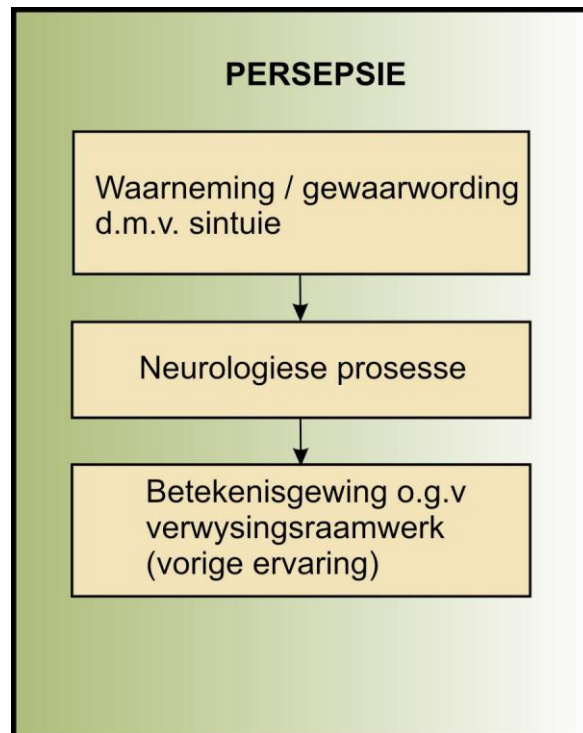 PERSEPSIE
Waarneming / gewaarwording
d.m.v. sintuie
Neurologiese prosesse
Betekenisgewing o.g.v
verwysingsraamwerk
(vorige ervaring)